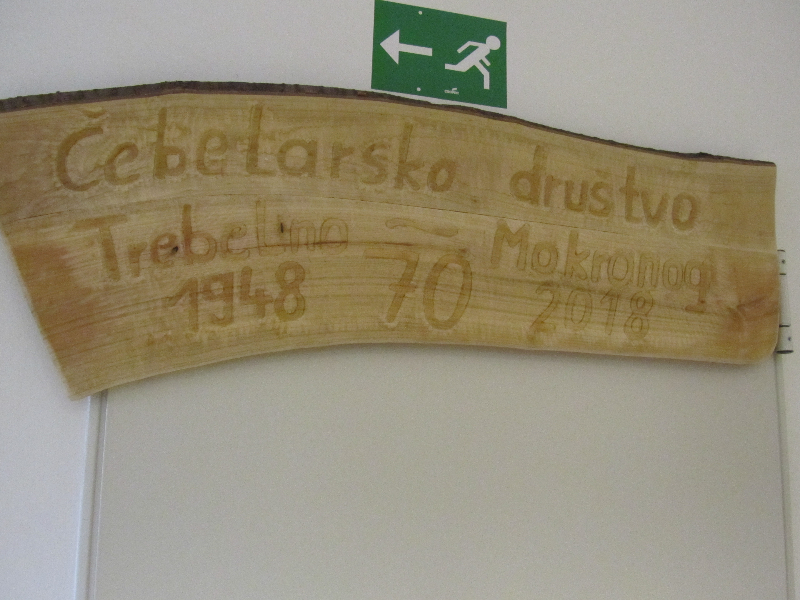 Čebelarsko društvo
Trebelno ~ Mokronog
1948 70 2018